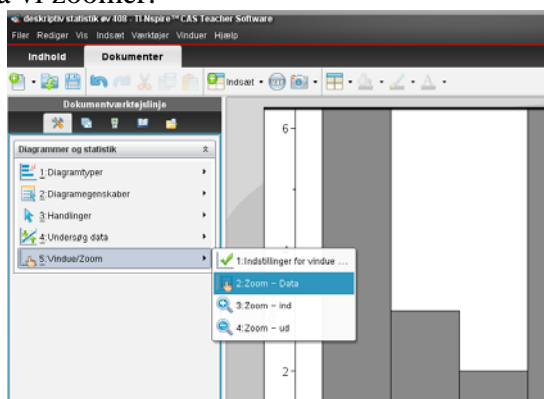 a vi zoomer.
deskriptiv statistik øv 408 - TI-Nspire™ CAS Teacher Software
Filer Rediger Vis Indsæt Værktøjer Vinduer Hjælp
Indhold Dokumenter
Indsæt
Dokumentværktøjslinje
Diagrammer og statistik
1:Diagramtyper
2:Diagramegenskaber
3:Handlinger
4:Undersøg data
5:Vindue/Zoom
1:Indstillinger for vindue ...
2:Zoom - Data
3:Zoom - ind
4:Zoom - ud
6
2